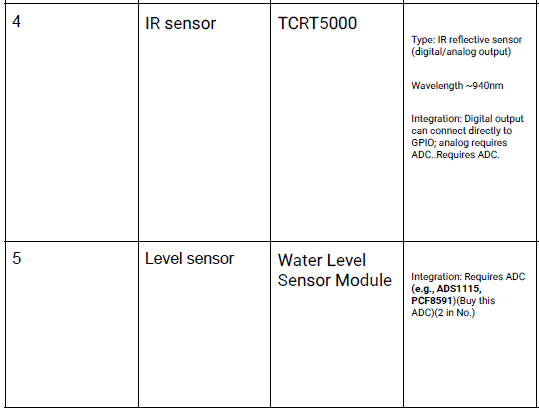 4
IR sensor
TCRT5000
Type: IR reflective sensor
(digital/analog output)
Wavelength ~940nm
Integration: Digital output
can connect directly to
GPIO; analog requires
ADC..Requires ADC.
5
Level sensor
Water Level
Sensor Module
Integration: Requires ADC
(e.g., ADS1115,
PCF8591)(Buy this
ADC)(2 in No.)